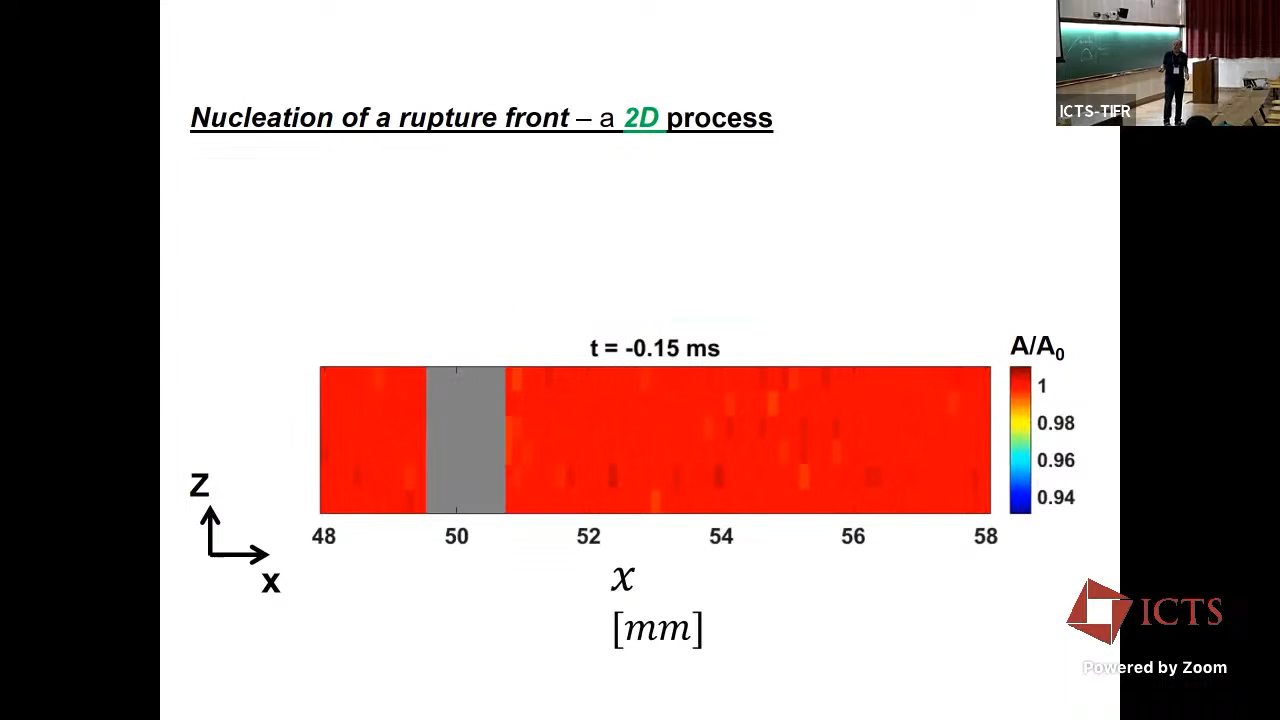 ICTS-TIFR
Nucleation of a rupture front – a 2D process
t = -0.15 ms
A/A₀
1
0.98
0.96
0.94
Z
x
48 50 52 54 56 58
x
[mm]
ICTS
Powered by Zoom